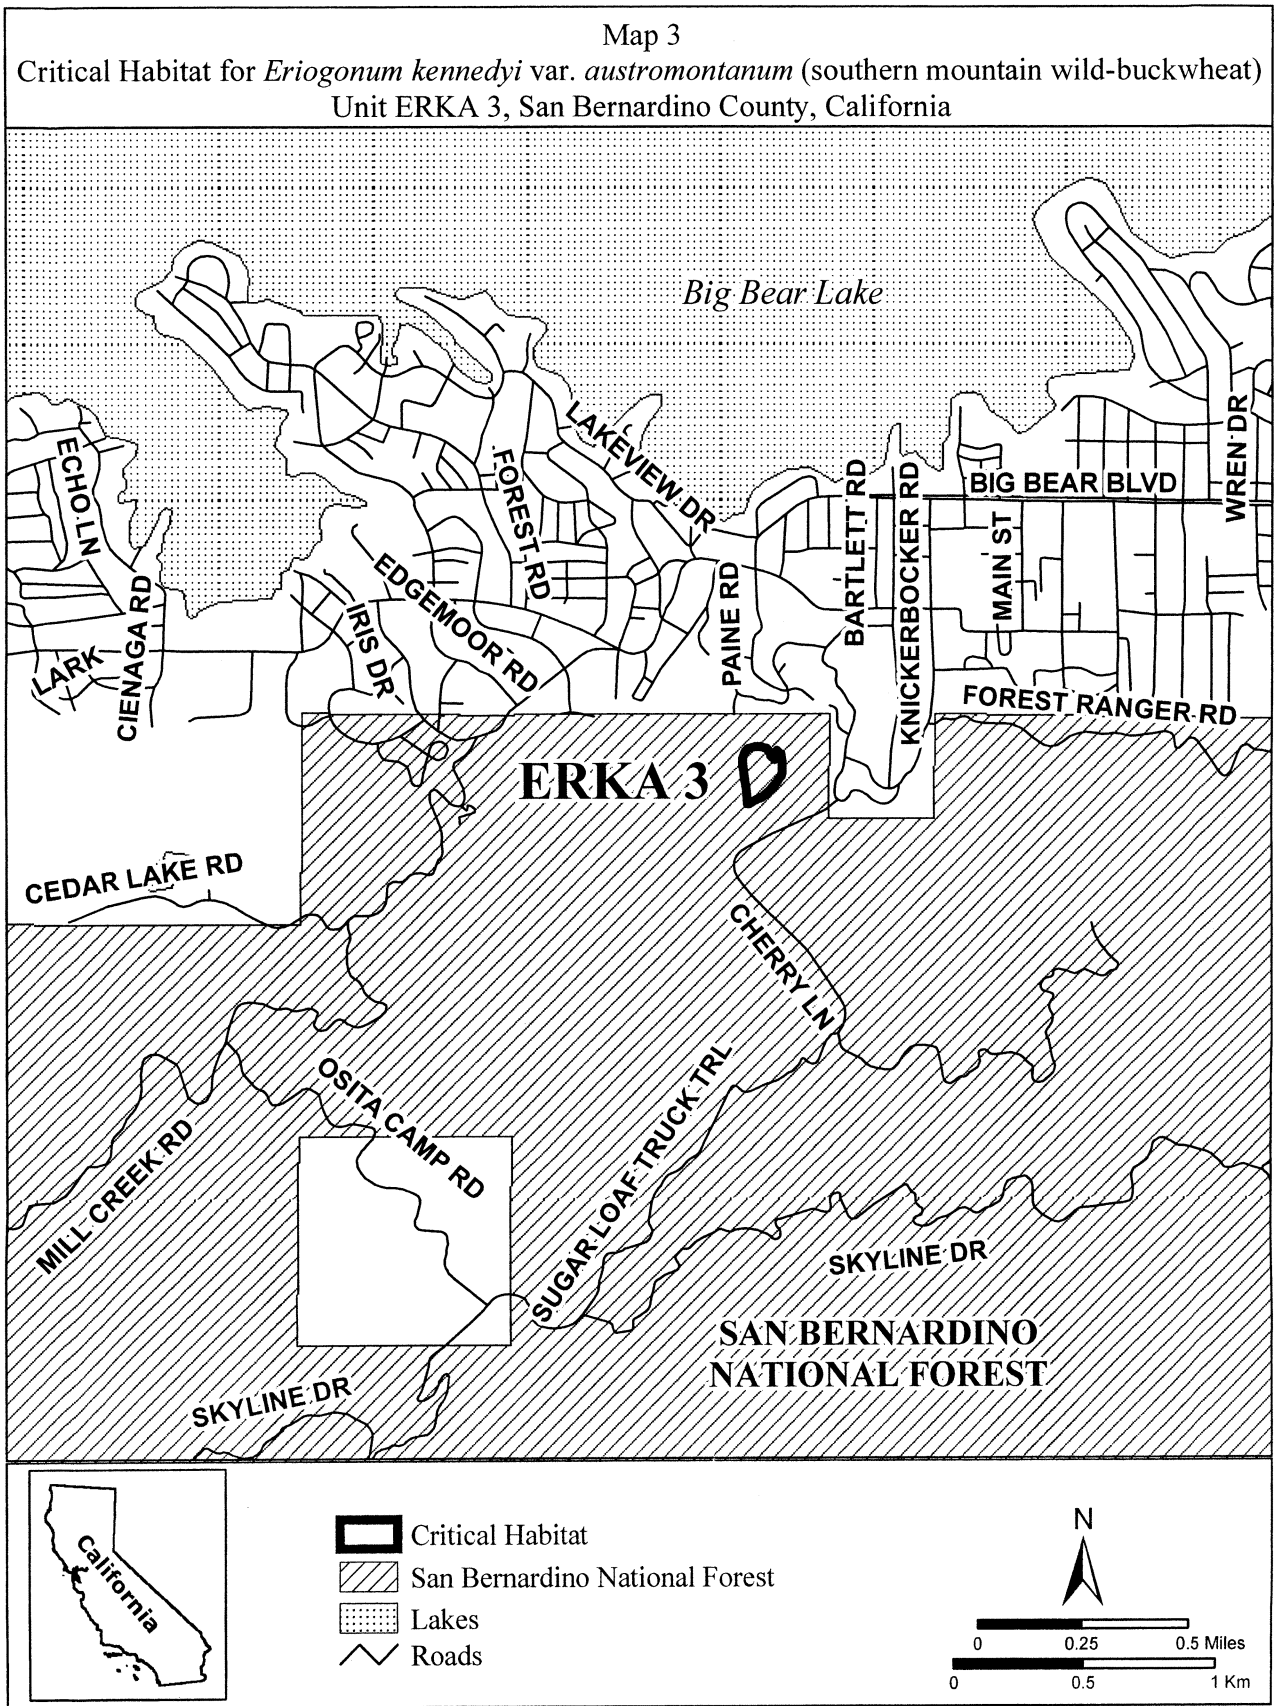 Map 3
Critical Habitat for Eriogonum kennedyi var. austromontanum (southern mountain wild-buckwheat)
Unit ERKA 3, San Bernardino County, California
Big Bear Lake
ECHO LN
CIENAGA RD
LARK
LAKEVIEW DR
FOREST RD
EDGEMOOR RD
IRIS DR
PAINE RD
BARTLETT RD
KNICKERBOCKER RD
BIG BEAR BLVD
MAIN ST
WREN DR
FOREST RANGER RD
ERKA 3
CEDAR LAKE RD
CHERRY LN
OSITA CAMP RD
MILL CREEK RD
SUGAR LOAF TRUCK TRL
SKYLINE DR
SAN BERNARDINO
NATIONAL FOREST
SKYLINE DR
California
Critical Habitat
San Bernardino National Forest
Lakes
Roads
N
0 0.25 0.5 Miles
0 0.5 1 Km